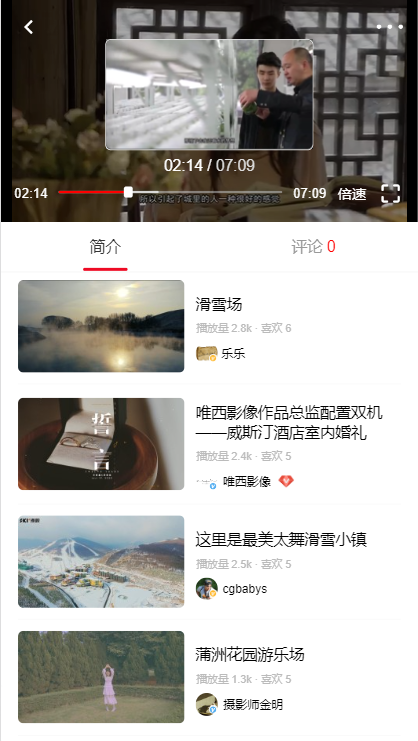 02:14 / 07:09
02:14
07:09
倍速
所以引起了城里的人一种很好的感觉
简介
评论 0
滑雪场
播放量 2.8k · 喜欢 6
乐乐
誓言
唯西影像作品总监配置双机
——威斯汀酒店室内婚礼
播放量 2.4k · 喜欢 5
唯西影像
这里是最美太舞滑雪小镇
播放量 2.5k · 喜欢 5
cgbabys
蒲洲花园游乐场
播放量 1.3k · 喜欢 5
摄影师金明